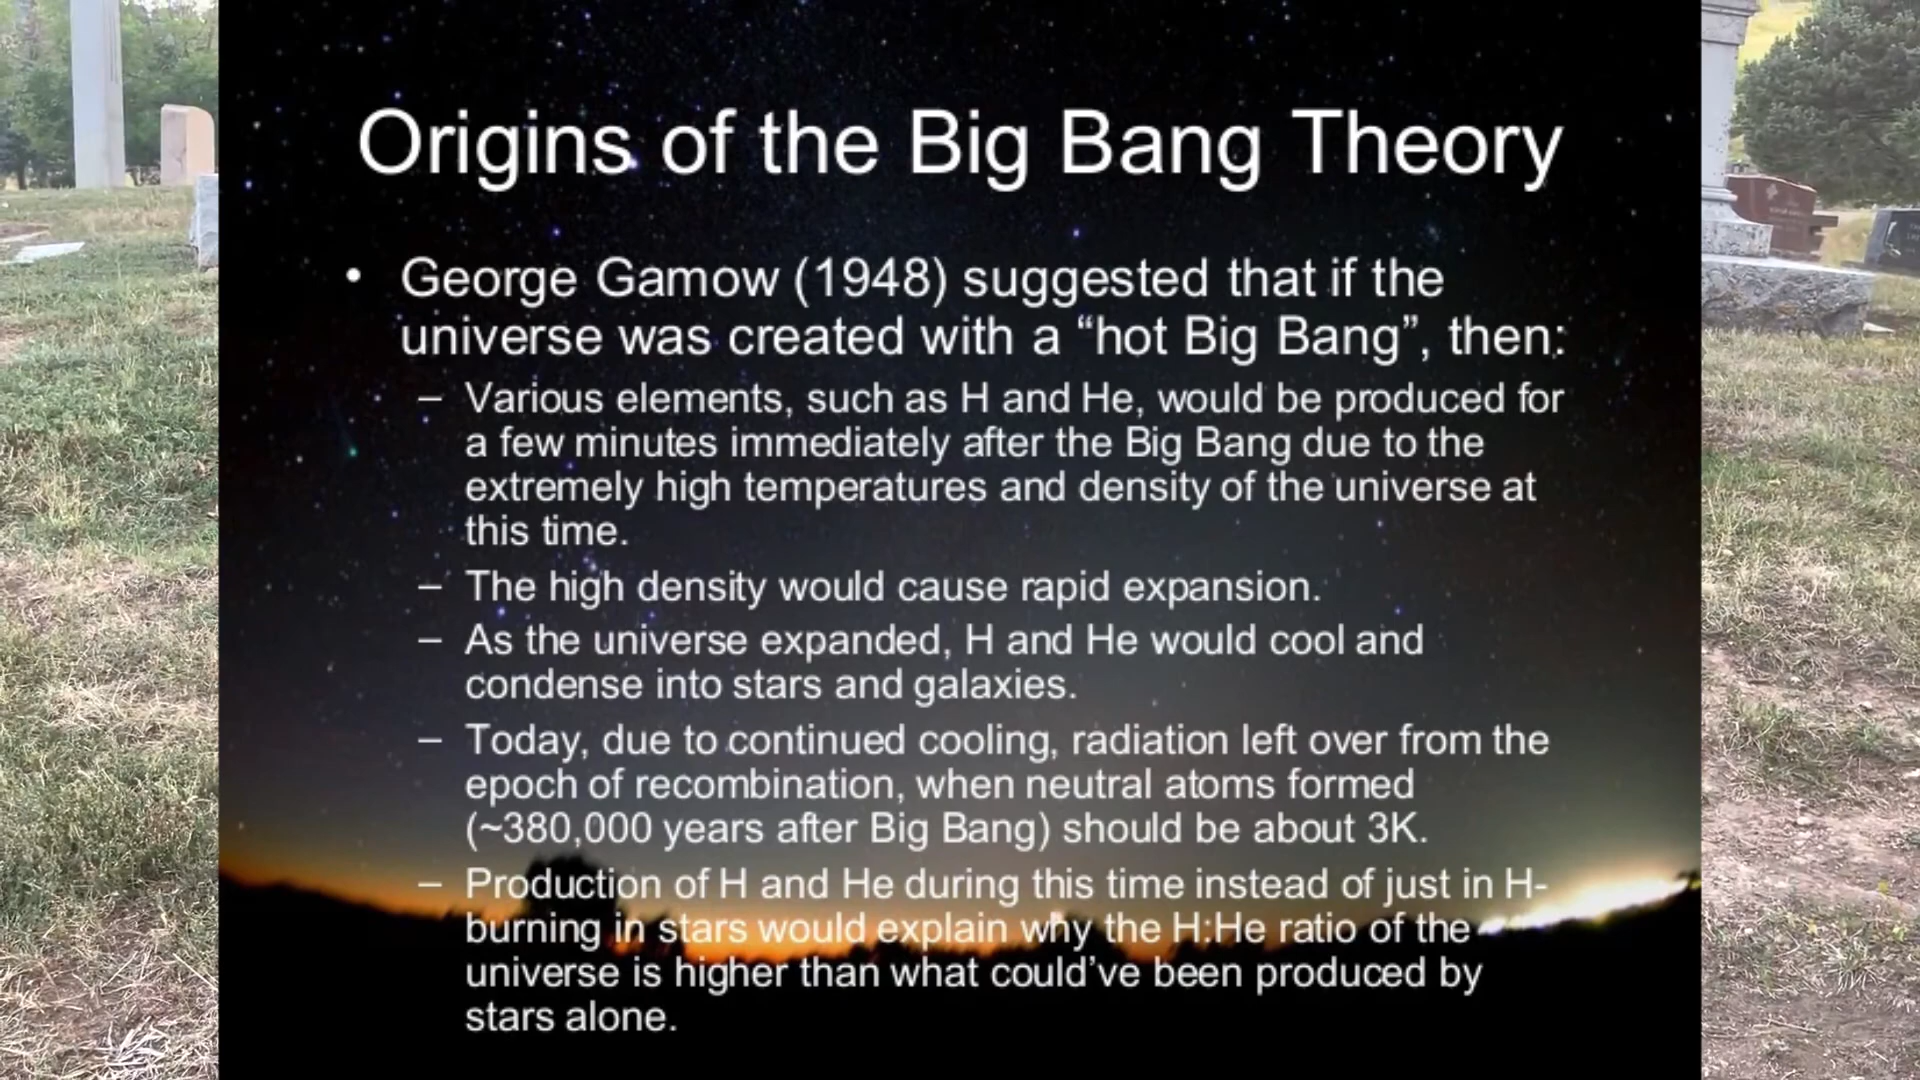 Origins of the Big Bang Theory
• George Gamow (1948) suggested that if the
universe was created with a “hot Big Bang”, then:
– Various elements, such as H and He, would be produced for
a few minutes immediately after the Big Bang due to the
extremely high temperatures and density of the universe at
this time.
– The high density would cause rapid expansion.
– As the universe expanded, H and He would cool and
condense into stars and galaxies.
– Today, due to continued cooling, radiation left over from the
epoch of recombination, when neutral atoms formed
(~380,000 years after Big Bang) should be about 3K.
– Production of H and He during this time instead of just in H-
burning in stars would explain why the H:He ratio of the
universe is higher than what could’ve been produced by
stars alone.